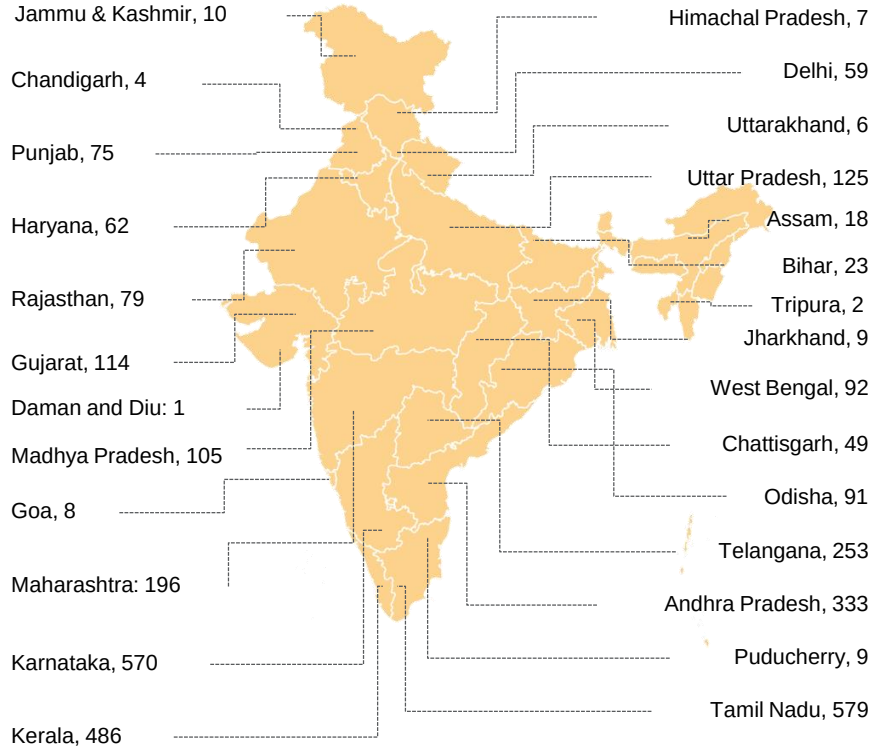 Jammu & Kashmir, 10
Chandigarh, 4
Punjab, 75
Haryana, 62
Rajasthan, 79
Gujarat, 114
Daman and Diu: 1
Madhya Pradesh, 105
Goa, 8
Maharashtra: 196
Karnataka, 570
Kerala, 486
Himachal Pradesh, 7
Delhi, 59
Uttarakhand, 6
Uttar Pradesh, 125
Assam, 18
Bihar, 23
Tripura, 2
Jharkhand, 9
West Bengal, 92
Chattisgarh, 49
Odisha, 91
Telangana, 253
Andhra Pradesh, 333
Puducherry, 9
Tamil Nadu, 579